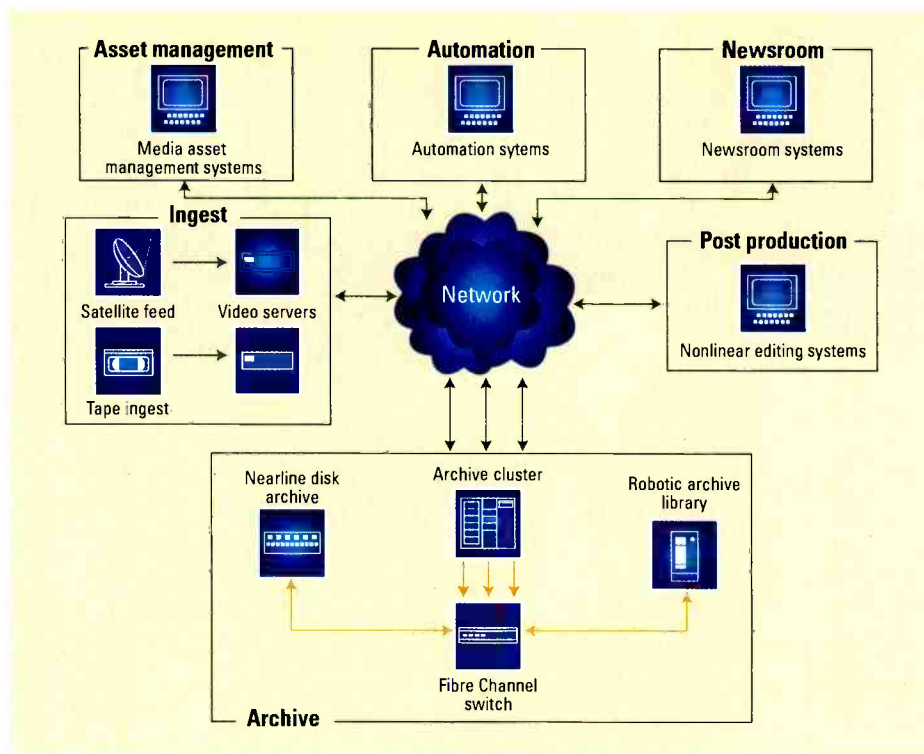 Asset management
Media asset
management systems
Automation
Automation sytems
Newsroom
Newsroom systems
Ingest
Satellite feed
Video servers
Tape ingest
Network
Post production
Nonlinear editing systems
Nearline disk
archive
Archive cluster
Robotic archive
library
Fibre Channel
switch
Archive